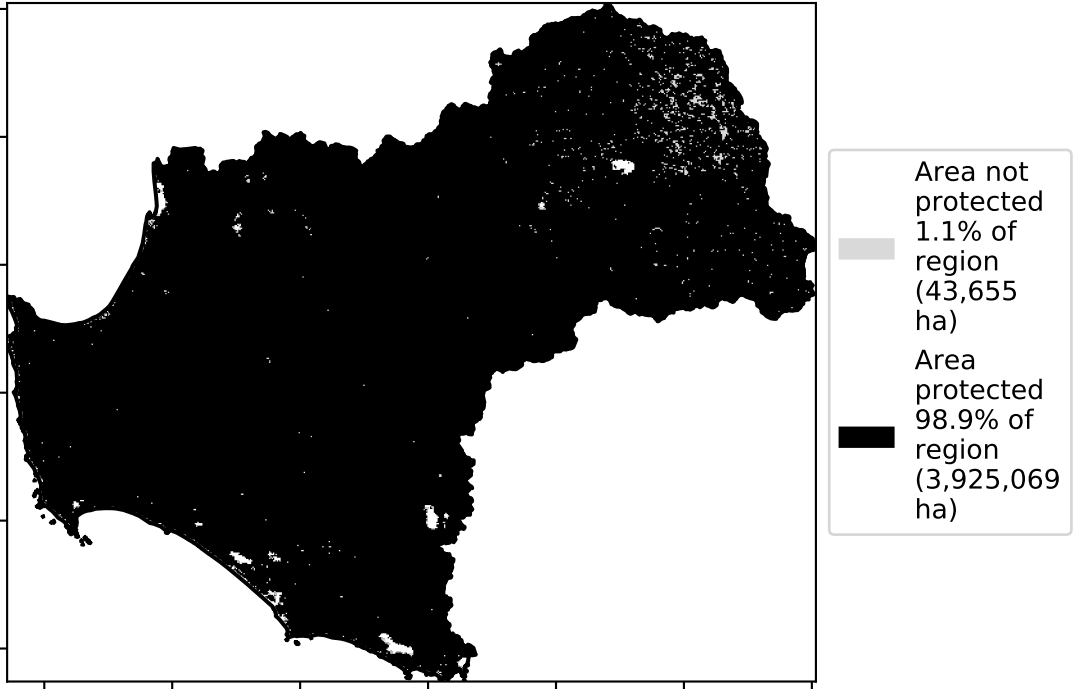 Area not
protected
1.1% of
region
(43,655
ha)
Area
protected
98.9% of
region
(3,925,069
ha)